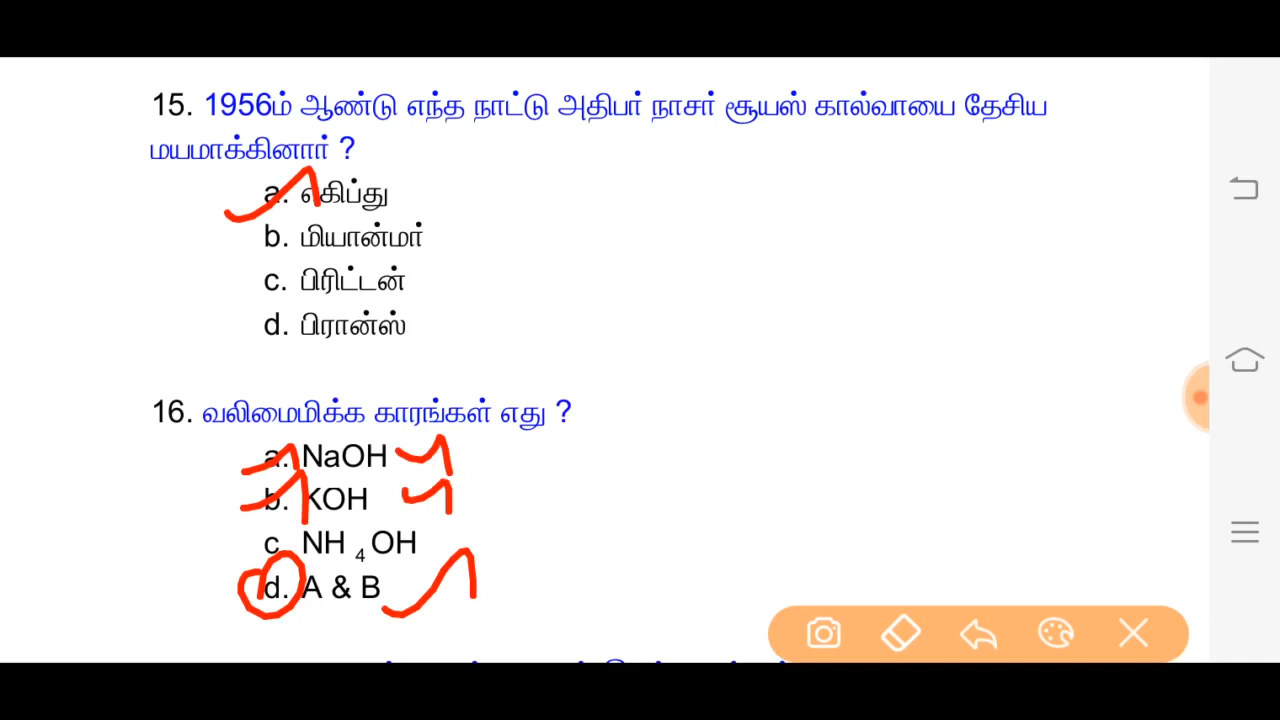 15. 1956ம் ஆண்டு எந்த நாட்டு அதிபர் நாசர் சூயஸ் கால்வாயை தேசிய
மயமாக்கினார் ?
a. எகிப்து
b. மியான்மர்
c. பிரிட்டன்
d. பிரான்ஸ்
16. வலிமைமிக்க காரங்கள் எது ?
a. NaOH
b. KOH
c. NH 4 OH
d. A & B